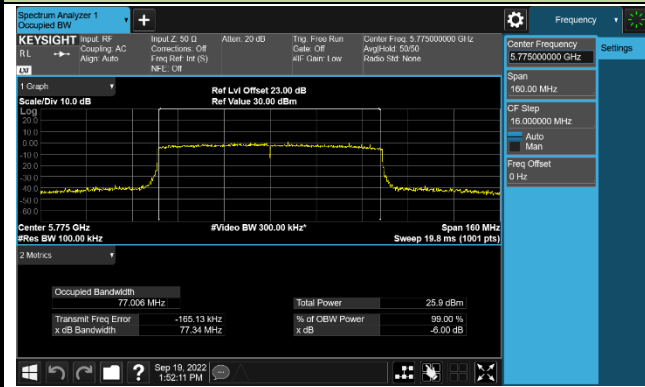 Spectrum Analyzer 1
Occupied BW
Frequency
KEYSIGHT
RL
LXI
Input: RF
Coupling: AC
Align: Auto
Input Z: 50 Ω
Corrections: Off
Freq Ref: Int (S)
NFE: Off
Atten: 20 dB
Trig: Free Run
Gate: Off
#IF Gain: Low
Center Freq: 5.775000000 GHz
Avg|Hold: 50/50
Radio Std: None
Center Frequency
5.775000000 GHz
Settings
Span
160.00 MHz
CF Step
16.000000 MHz
Auto
Man
Freq Offset
0 Hz
1 Graph
Scale/Div 10.0 dB
Ref Lvl Offset 23.00 dB
Ref Value 30.00 dBm
Log
20.0
10.0
0.00
-10.0
-20.0
-30.0
-40.0
-50.0
-60.0
Center 5.775 GHz
#Res BW 100.00 kHz
#Video BW 300.00 kHz*
Span 160 MHz
Sweep 19.8 ms (1001 pts)
2 Metrics
Occupied Bandwidth
77.006 MHz
Total Power 25.9 dBm
Transmit Freq Error -165.13 kHz
% of OBW Power 99.00 %
x dB Bandwidth 77.34 MHz
x dB -6.00 dB
Sep 19, 2022
1:52:11 PM